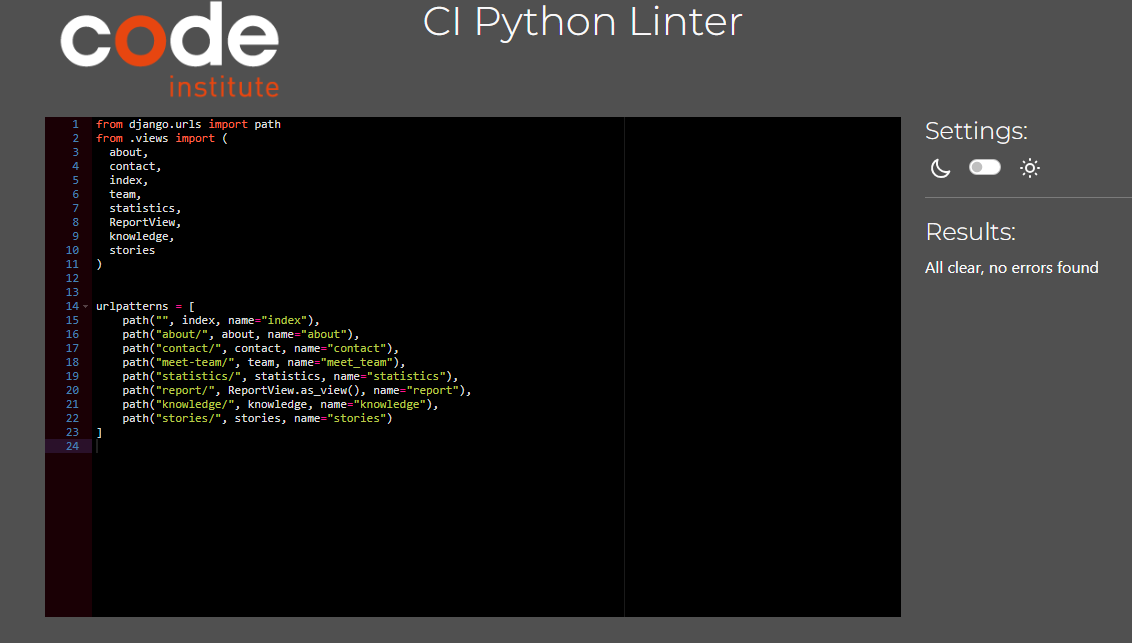 code
institute
CI Python Linter
1 from django.urls import path
2 from .views import (
3   about,
4   contact,
5   index,
6   team,
7   statistics,
8   ReportView,
9   knowledge,
10   stories
11 )
12
13
14 urlpatterns = [
15     path("", index, name="index"),
16     path("about/", about, name="about"),
17     path("contact/", contact, name="contact"),
18     path("meet-team/", team, name="meet_team"),
19     path("statistics/", statistics, name="statistics"),
20     path("report/", ReportView.as_view(), name="report"),
21     path("knowledge/", knowledge, name="knowledge"),
22     path("stories/", stories, name="stories")
23 ]
24
Settings:
Results:
All clear, no errors found